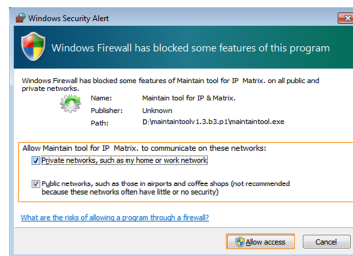 Windows Security Alert
Windows Firewall has blocked some features of this program
Windows Firewall has blocked some features of Maintain tool for IP Matrix. on all public and
private networks.
Name: Maintain tool for IP & Matrix.
Publisher: Unknown
Path: D:\maintaintoolv1.3.b3.p1\maintaintool.exe
Allow Maintain tool for IP Matrix. to communicate on these networks:
Private networks, such as my home or work network
Public networks, such as those in airports and coffee shops (not recommended
because these networks often have little or no security)
What are the risks of allowing a program through a firewall?
Allow access Cancel